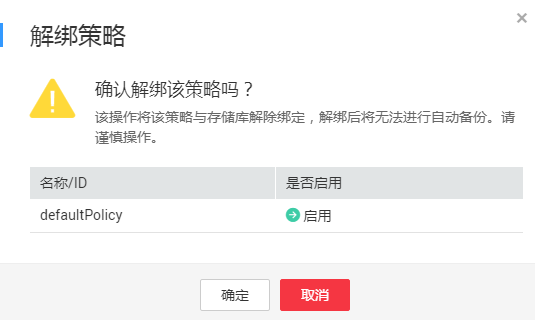 解绑策略
确认解绑该策略吗？
该操作将该策略与存储库解除绑定，解绑后将无法进行自动备份。请
谨慎操作。
名称/ID 是否启用
defaultPolicy 启用
确定 取消